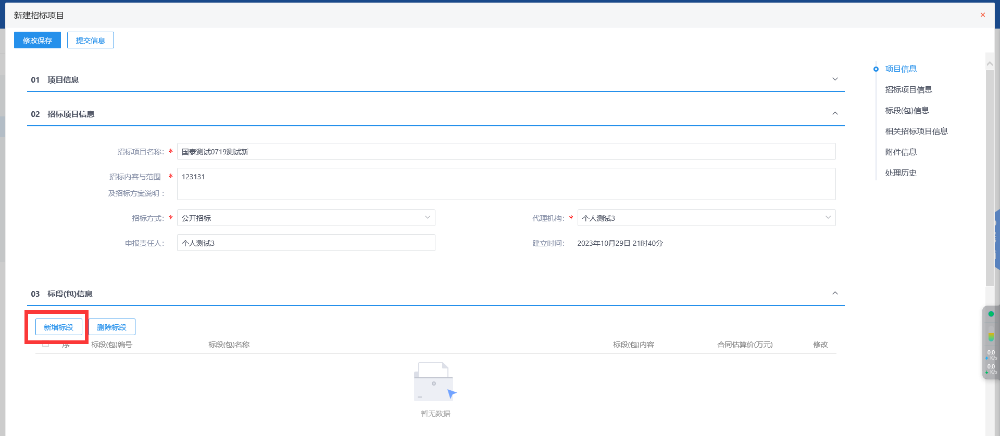 新建招标项目
修改保存 提交信息
01 项目信息
02 招标项目信息
招标项目名称: * 国泰测试0719测试新
招标内容与范围 * 123131
及招标方案说明：
招标方式: * 公开招标 代理机构: * 个人测试3
申报责任人: 个人测试3 建立时间: 2023年10月29日 21时40分
03 标段(包)信息
新增标段 删除标段
序 标段(包)编号 标段(包)名称 标段(包)内容 合同估算价(万元) 修改
暂无数据
项目信息
招标项目信息
标段(包)信息
相关招标项目信息
附件信息
处理历史
0.0
K/s
0.0
K/s